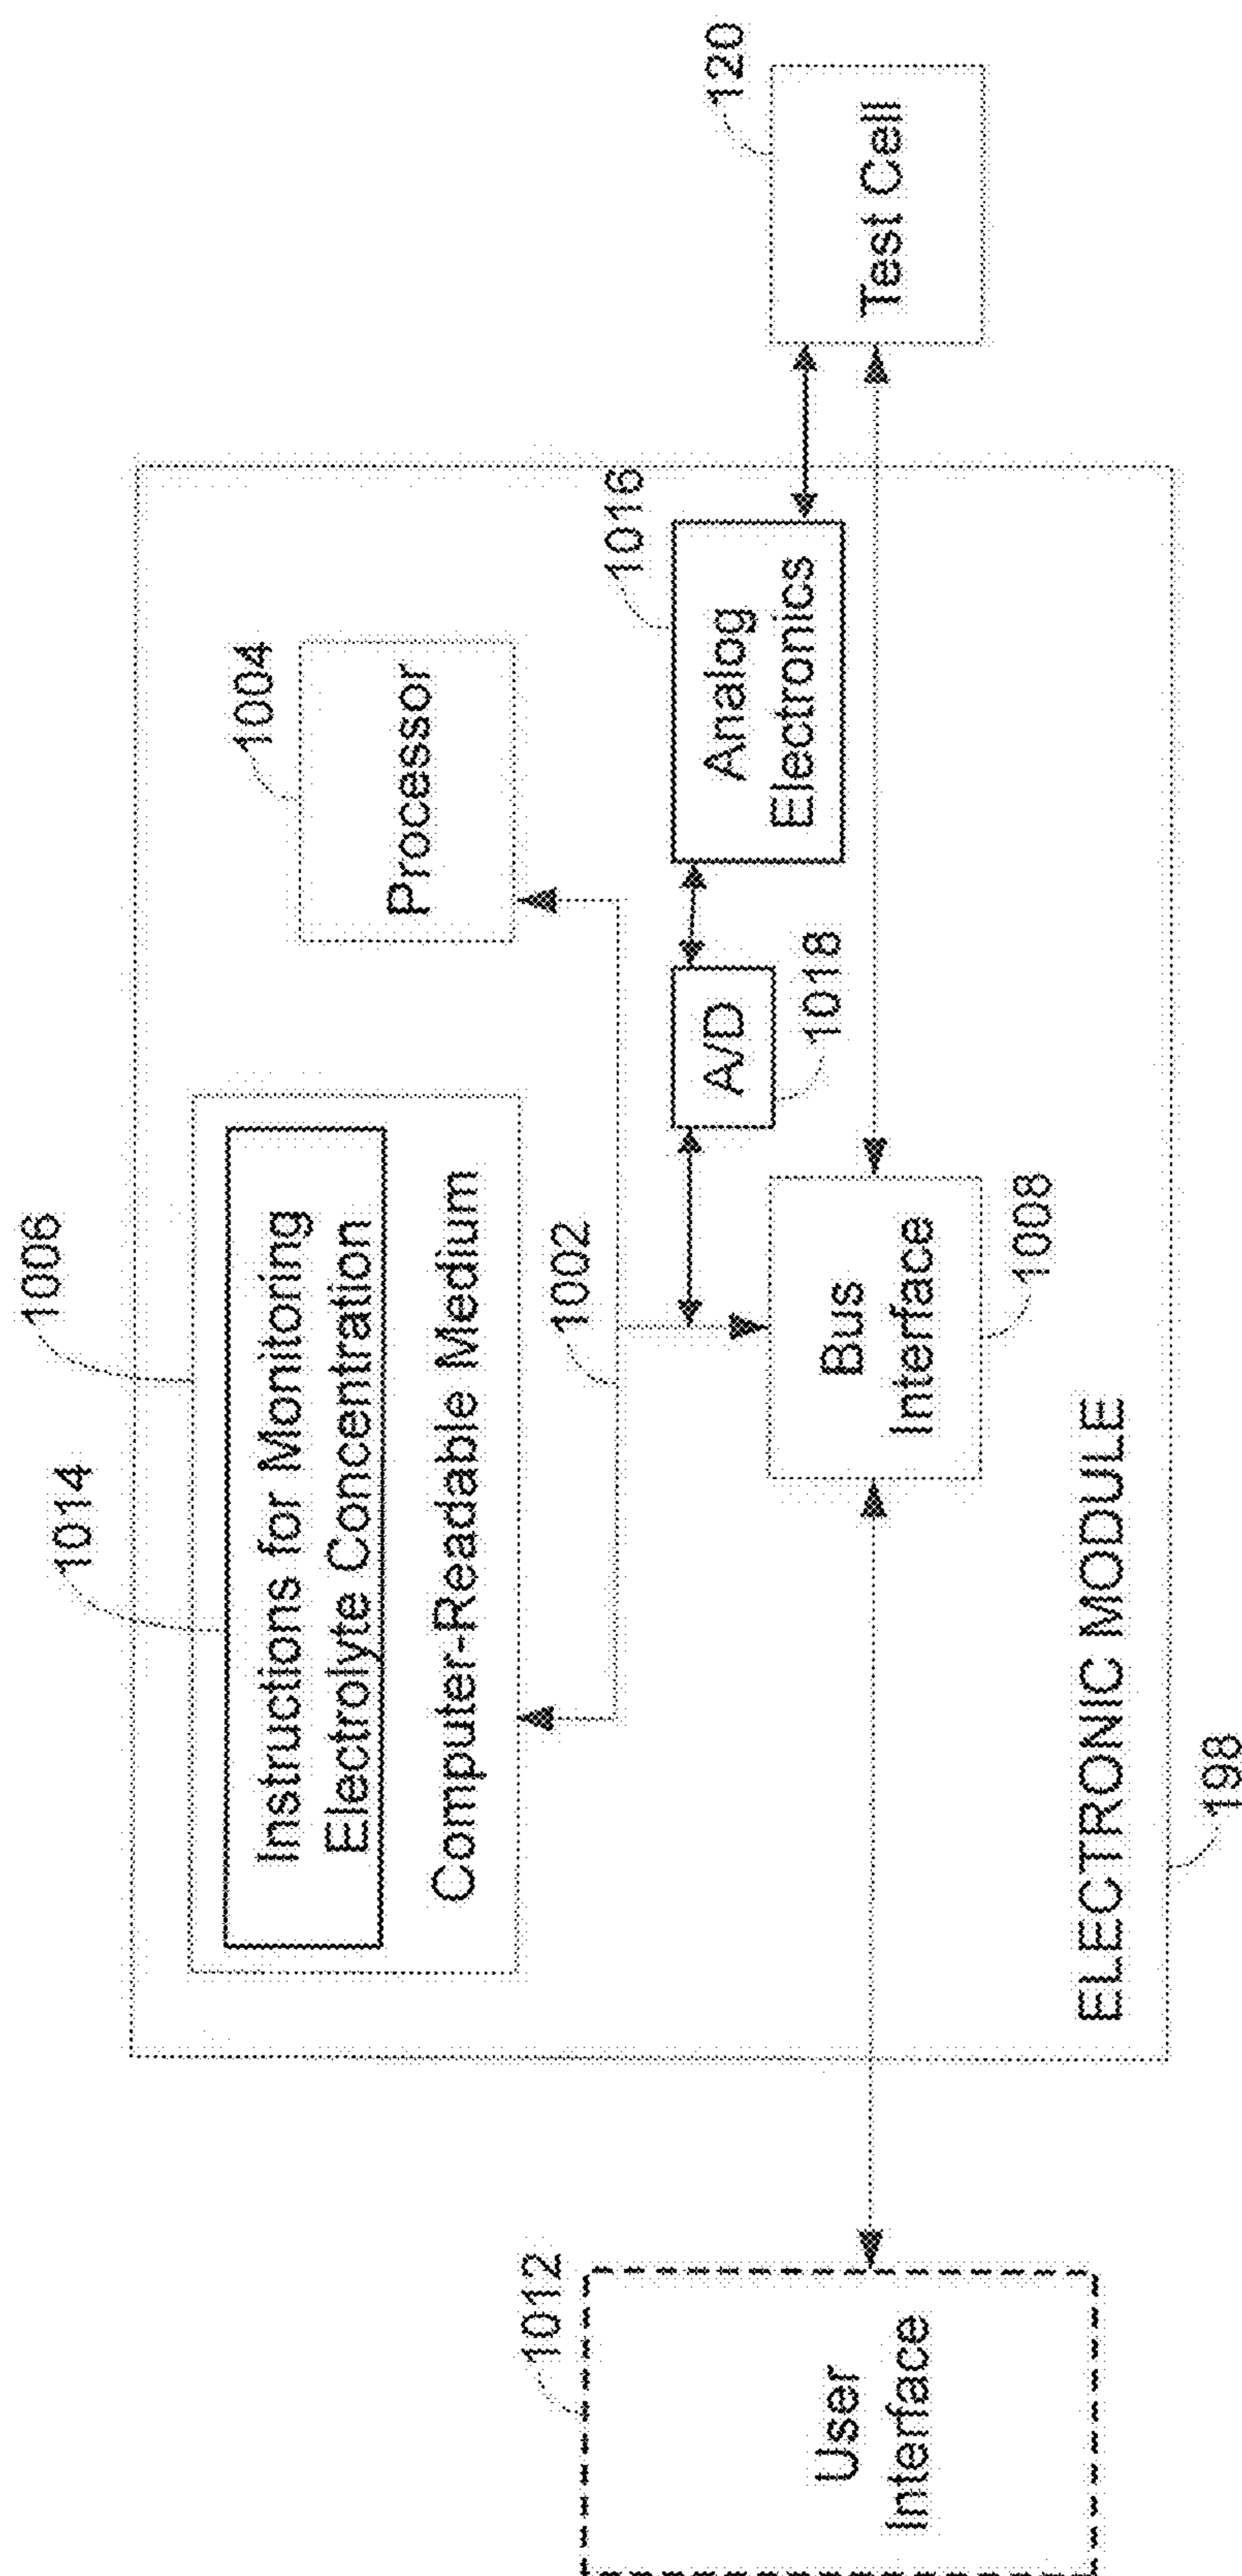 1006
1014
Instructions for Monitoring
Electrolyte Concentration
Computer-Readable Medium
1004
Processor
1002
1016
Analog
Electronics
A/D
1018
120
Test Cell
1012
User
Interface
Bus
Interface
1008
ELECTRONIC MODULE
198